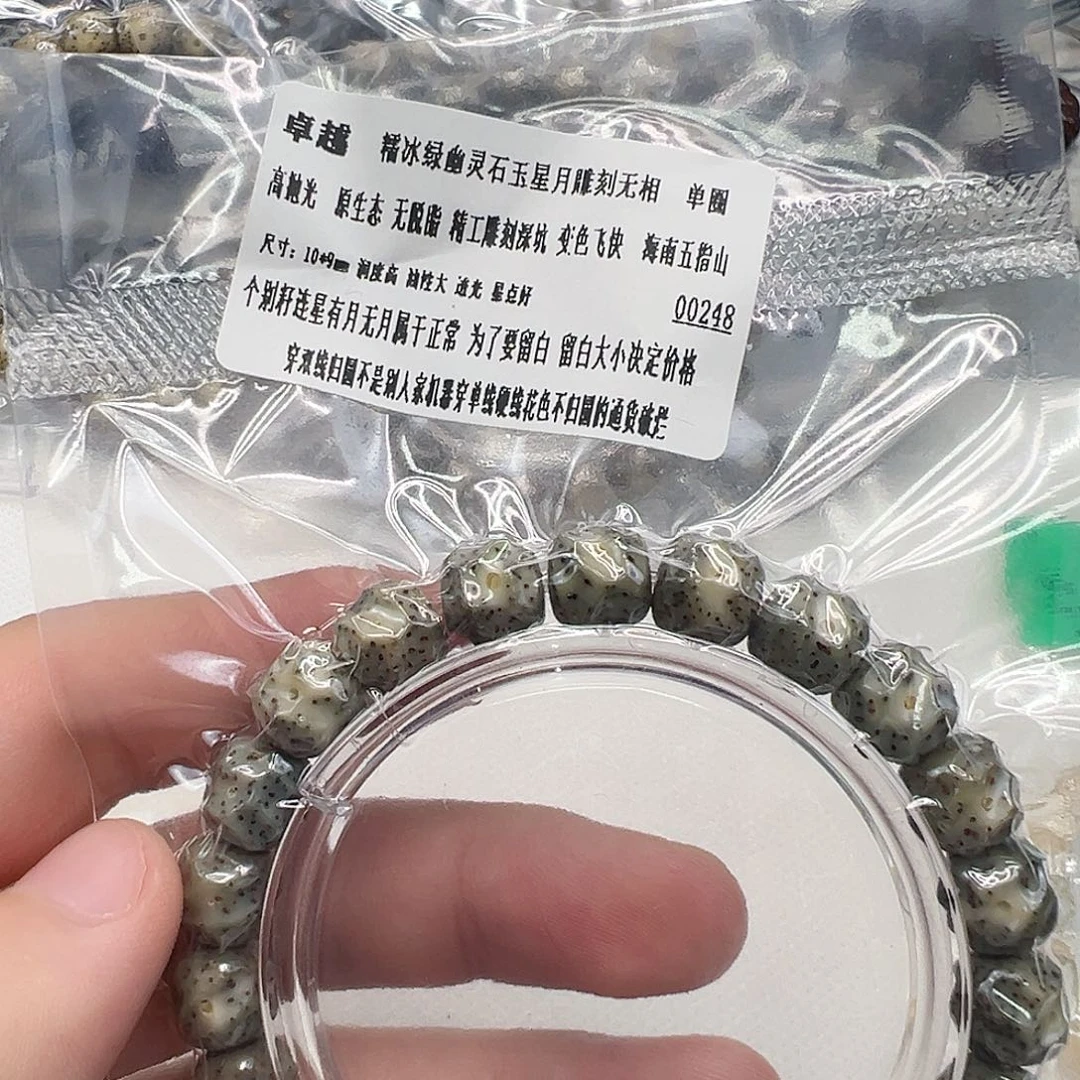 卓越 糯冰绿幽灵石玉星月雕刻无相 单圈
高抛光 原生态 无脱脂 精工雕刻深坑 变色飞快 海南五指山
尺寸：10*9mm 润度高 油性大 透光 星点好 00248
个别籽连星有月无月属于正常 为了要留白 留白大小决定价格
穿双线归圆不是别人家机器穿单线硬线花色不归圆的通货破烂